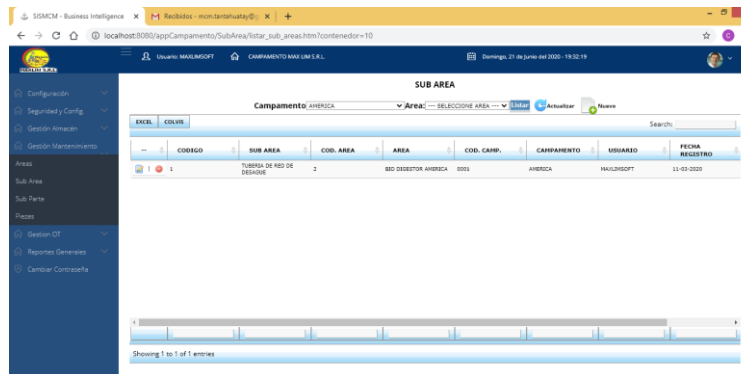 SISMCM - Business Intelligence
Recibidos - mcm.tantahuatay@g
localhost:8080/appCampamento/SubArea/listar_sub_areas.htm?contenedor=10
Usuario: MAXLIMSOFT
CAMPAMENTO MAX LIM S.R.L.
Domingo, 21 de Junio del 2020 - 19:32:19
Configuración
Seguridad y Config.
Gestión Almacén
Gestión Mantenimiento
Areas
Sub Area
Sub Parte
Piezas
Gestion OT
Reportes Generales
Cambiar Contraseña
SUB AREA
Campamento AMERICA Area: --- SELECCIONE AREA --- Listar Actualizar Nuevo
EXCEL COLVIS
Search:
-- CODIGO SUB AREA COD. AREA AREA COD. CAMP. CAMPAMENTO USUARIO FECHA REGISTRO
1 TUBERIA DE RED DE DESAGUE 2 BIO DIGESTOR AMERICA 0001 AMERICA MAXLIMSOFT 11-03-2020
Showing 1 to 1 of 1 entries